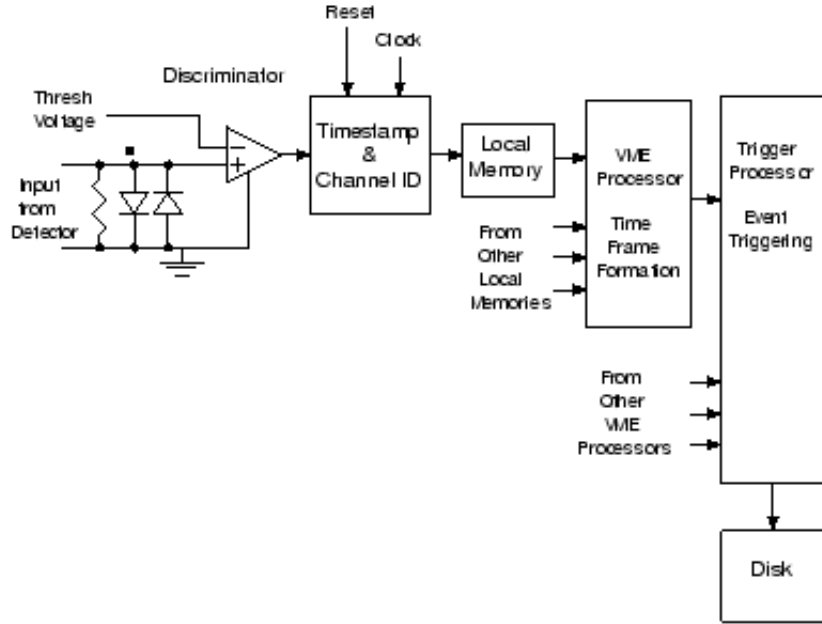 Reset
Clock
Discriminator
Thresh
Voltage
Input
from
Detector
Timestamp
&
Channel ID
Local
Memory
VME
Processor
Time
Frame
Formation
From
Other
Local
Memories
Trigger
Processor
Event
Triggering
From
Other
VME
Processors
Disk